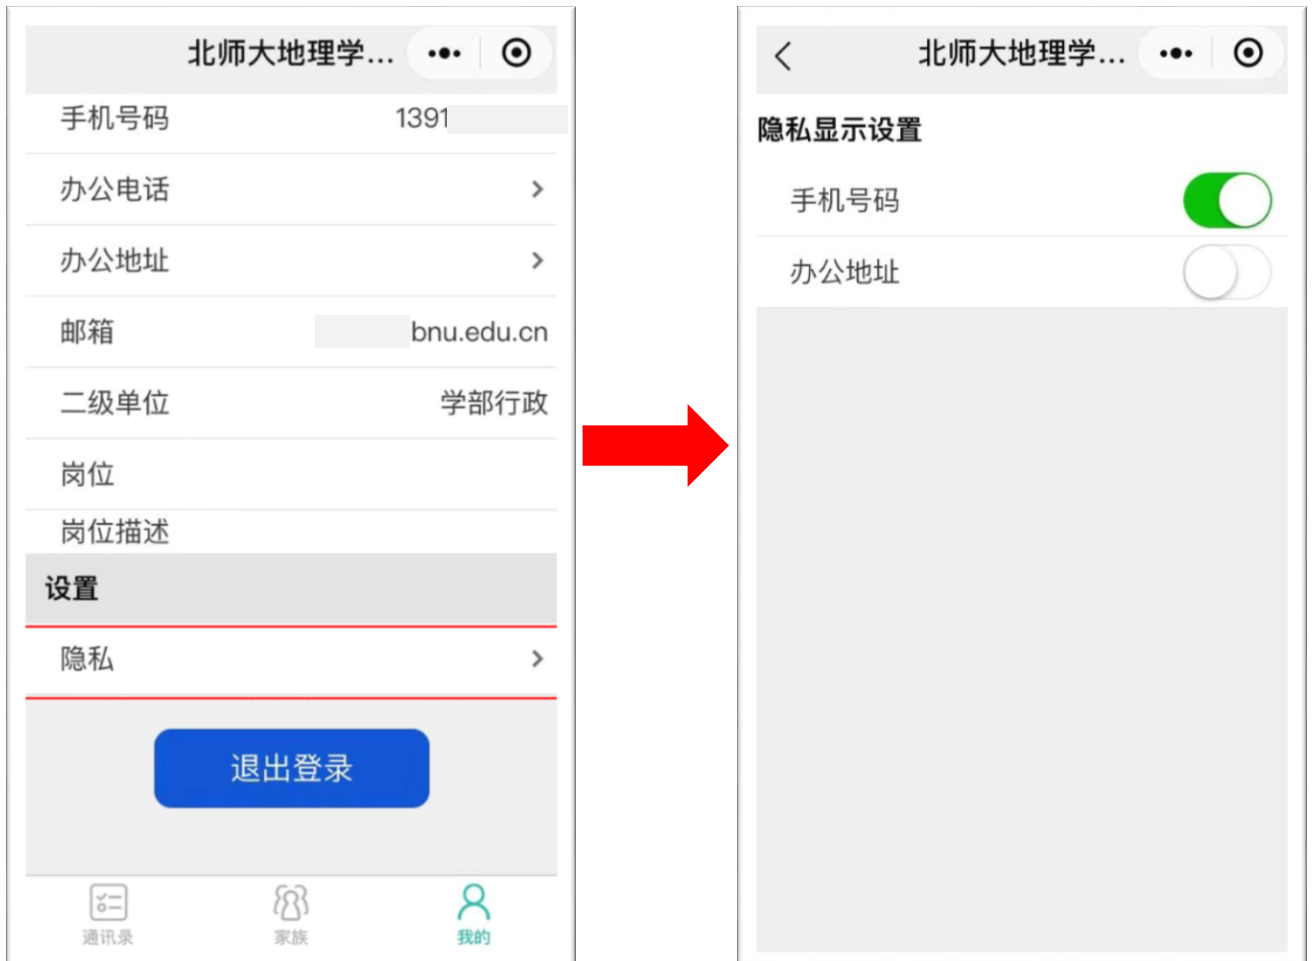 北师大地理学...
手机号码 1391
办公电话
办公地址
邮箱 bnu.edu.cn
二级单位 学部行政
岗位
岗位描述
设置
隐私
退出登录
通讯录 家族 我的
北师大地理学...
隐私显示设置
手机号码
办公地址